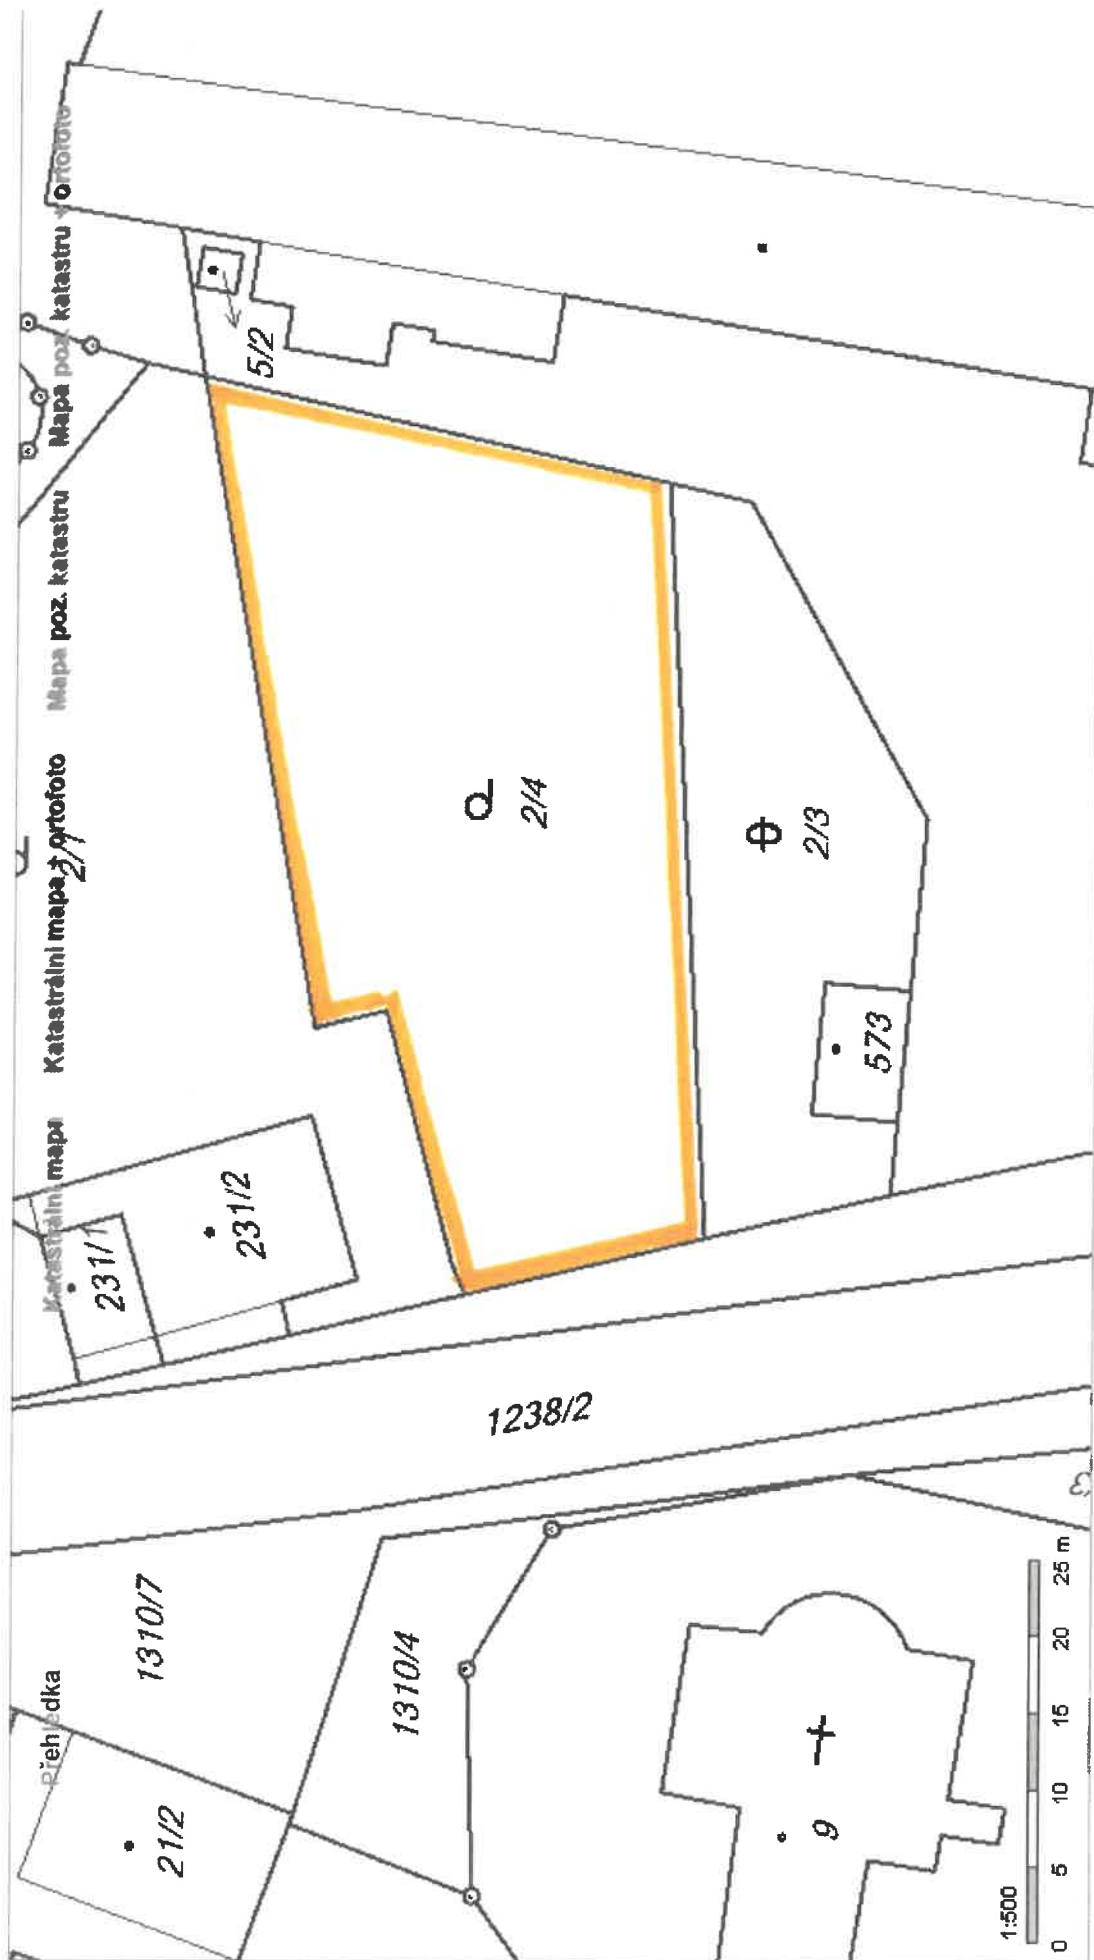 Přehledka
Katastrální mapa
Katastrální mapa + ortofoto
Mapa poz. katastru
Mapa poz. katastru + ortofoto
21/2
1310/7
231/1
231/2
2/1
5/2
1310/4
1238/2
2/4
9
573
2/3
1:500
0 5 10 15 20 25 m